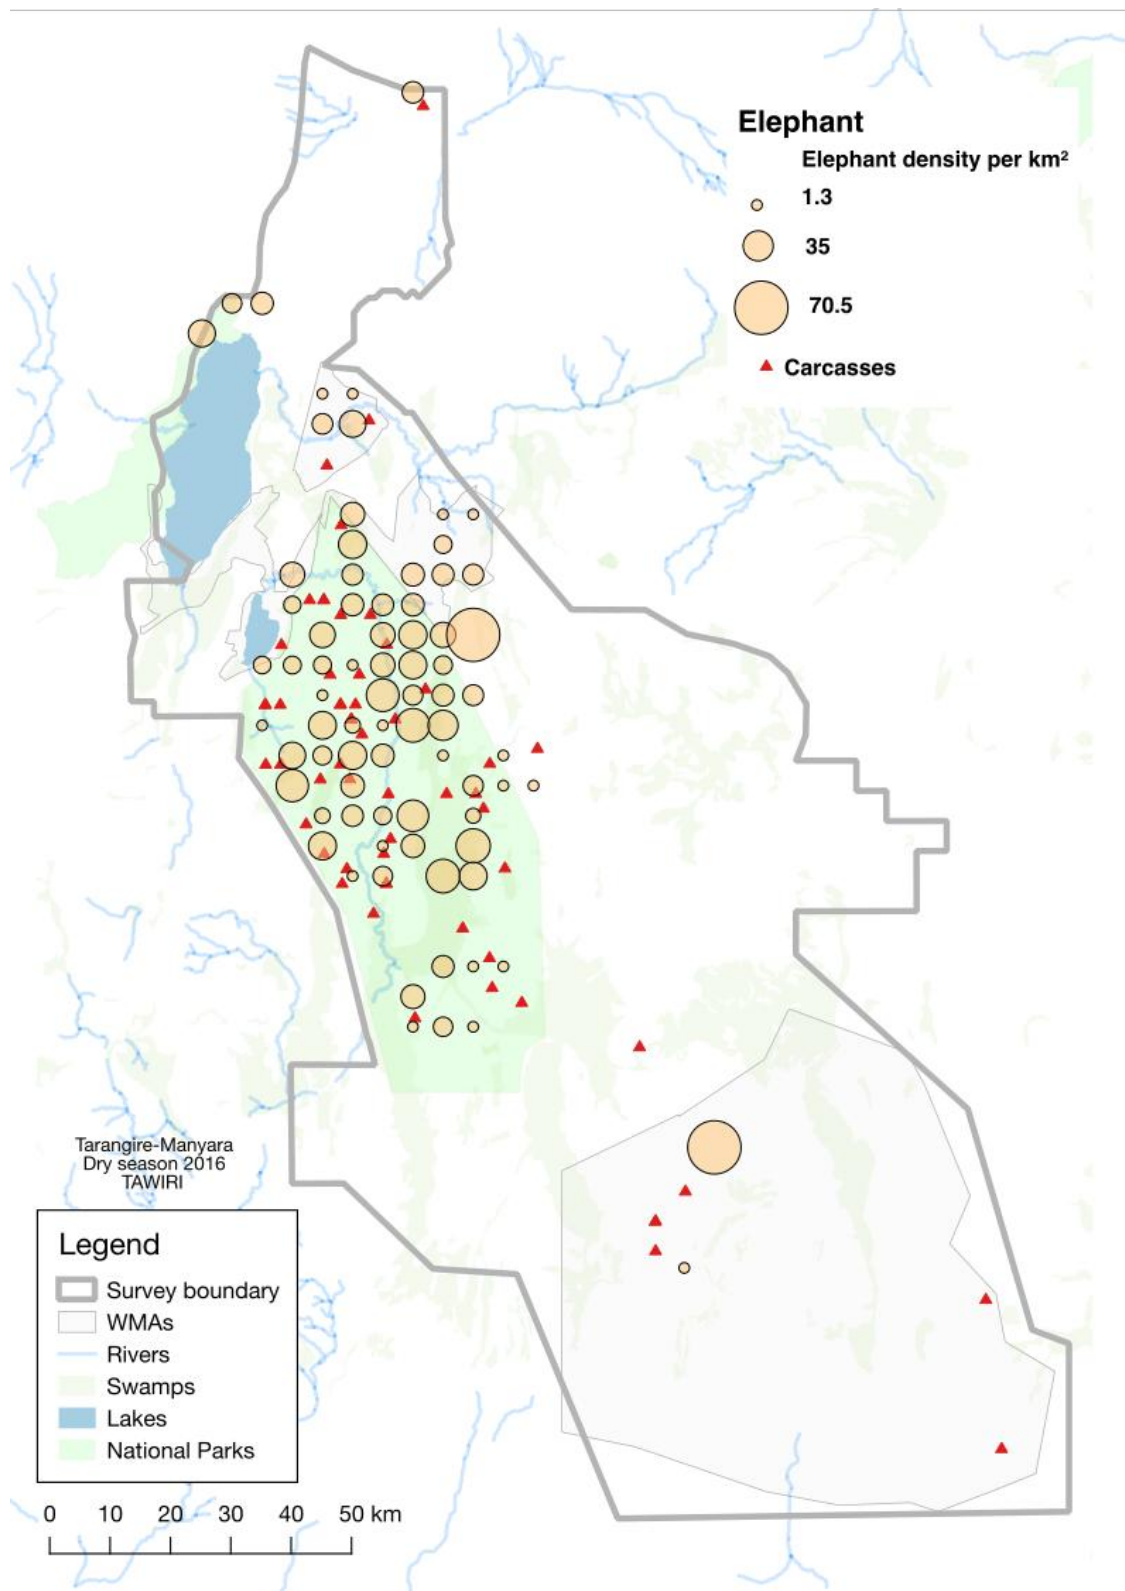 Elephant
Elephant density per km²
1.3
35
70.5
Carcasses
Tarangire-Manyara
Dry season 2016
TAWIRI
Legend
Survey boundary
WMAs
Rivers
Swamps
Lakes
National Parks
0 10 20 30 40 50 km